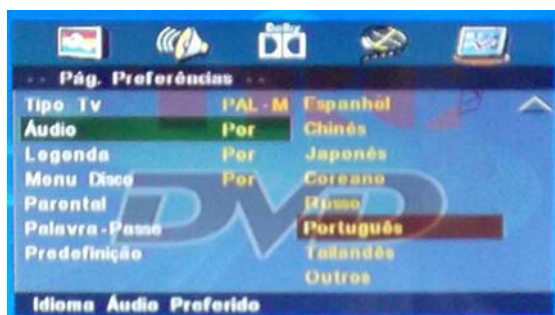 Dolby
-- Pág. Preferências --
Tipo Tv PAL-M Espanhol
Áudio Por Chinês
Legenda Por Japonês
Menu Disco Por Coreano
Parental Russo
Palavra-Passe Português
Predefinição Tailandês
Outros
DVD
Idioma Áudio Preferido